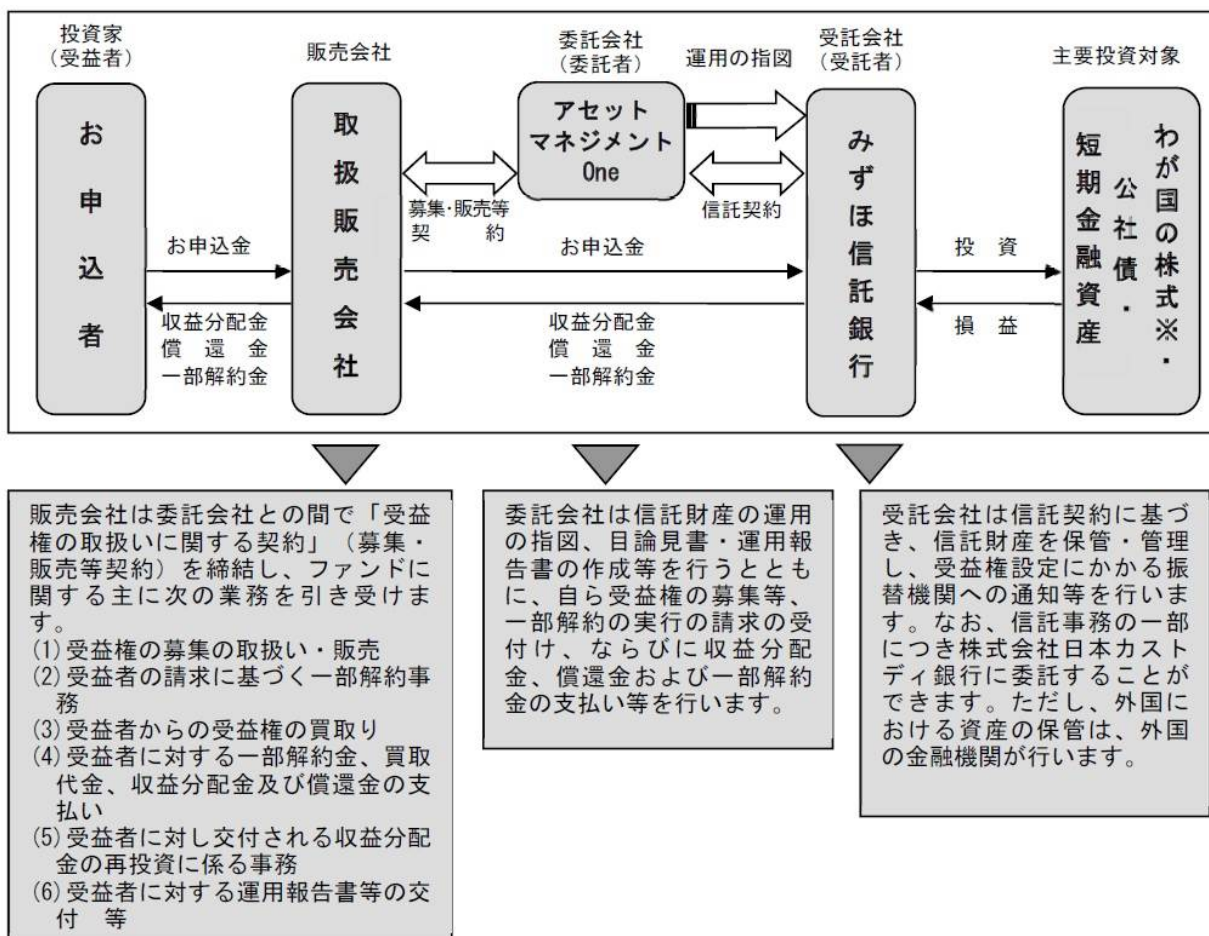 投資家
（受益者）
お申込者
販売会社
取扱販売会社
委託会社
（委託者）
アセット
マネジメント
One
運用の指図
受託会社
（受託者）
みずほ信託銀行
主要投資対象
わが国の株式※・
公社債・
短期金融資産
募集・販売等
契　約
信託契約
お申込金
お申込金
投　資
収益分配金
償　還　金
一部解約金
収益分配金
償　還　金
一部解約金
損　益
販売会社は委託会社との間で「受益
権の取扱いに関する契約」（募集・
販売等契約）を締結し、ファンドに
関する主に次の業務を引き受けま
す。
(1)受益権の募集の取扱い・販売
(2)受益者の請求に基づく一部解約事
務
(3)受益者からの受益権の買取り
(4)受益者に対する一部解約金、買取
代金、収益分配金及び償還金の支
払い
(5)受益者に対し交付される収益分配
金の再投資に係る事務
(6)受益者に対する運用報告書等の交
付　等
委託会社は信託財産の運用
の指図、目論見書・運用報
告書の作成等を行うととも
に、自ら受益権の募集等、
一部解約の実行の請求の受
付け、ならびに収益分配
金、償還金および一部解約
金の支払い等を行います。
受託会社は信託契約に基づ
き、信託財産を保管・管理
し、受益権設定にかかる振
替機関への通知等を行いま
す。なお、信託事務の一部
につき株式会社日本カスト
ディ銀行に委託することが
できます。ただし、外国に
おける資産の保管は、外国
の金融機関が行います。